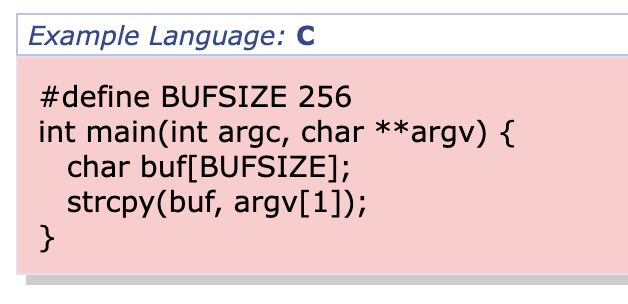 Example Language: C
#define BUFSIZE 256
int main(int argc, char **argv) {
char buf[BUFSIZE];
strcpy(buf, argv[1]);
}